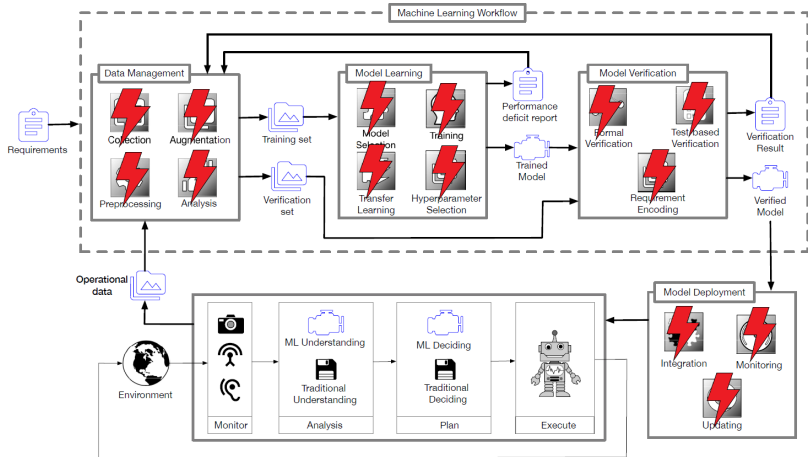 Machine Learning Workflow
Data Management
Model Learning
Model Verification
Collection
Augmentation
Preprocessing
Analysis
Requirements
Training set
Verification
set
Model
Selection
Training
Transfer
Learning
Hyperparameter
Selection
Performance
deficit report
Trained
Model
Formal
Verification
Test-based
Verification
Requirement
Encoding
Verification
Result
Verified
Model
Operational
data
Model Deployment
Integration
Monitoring
Updating
Environment
ML Understanding
Traditional
Understanding
ML Deciding
Traditional
Deciding
Monitor
Analysis
Plan
Execute